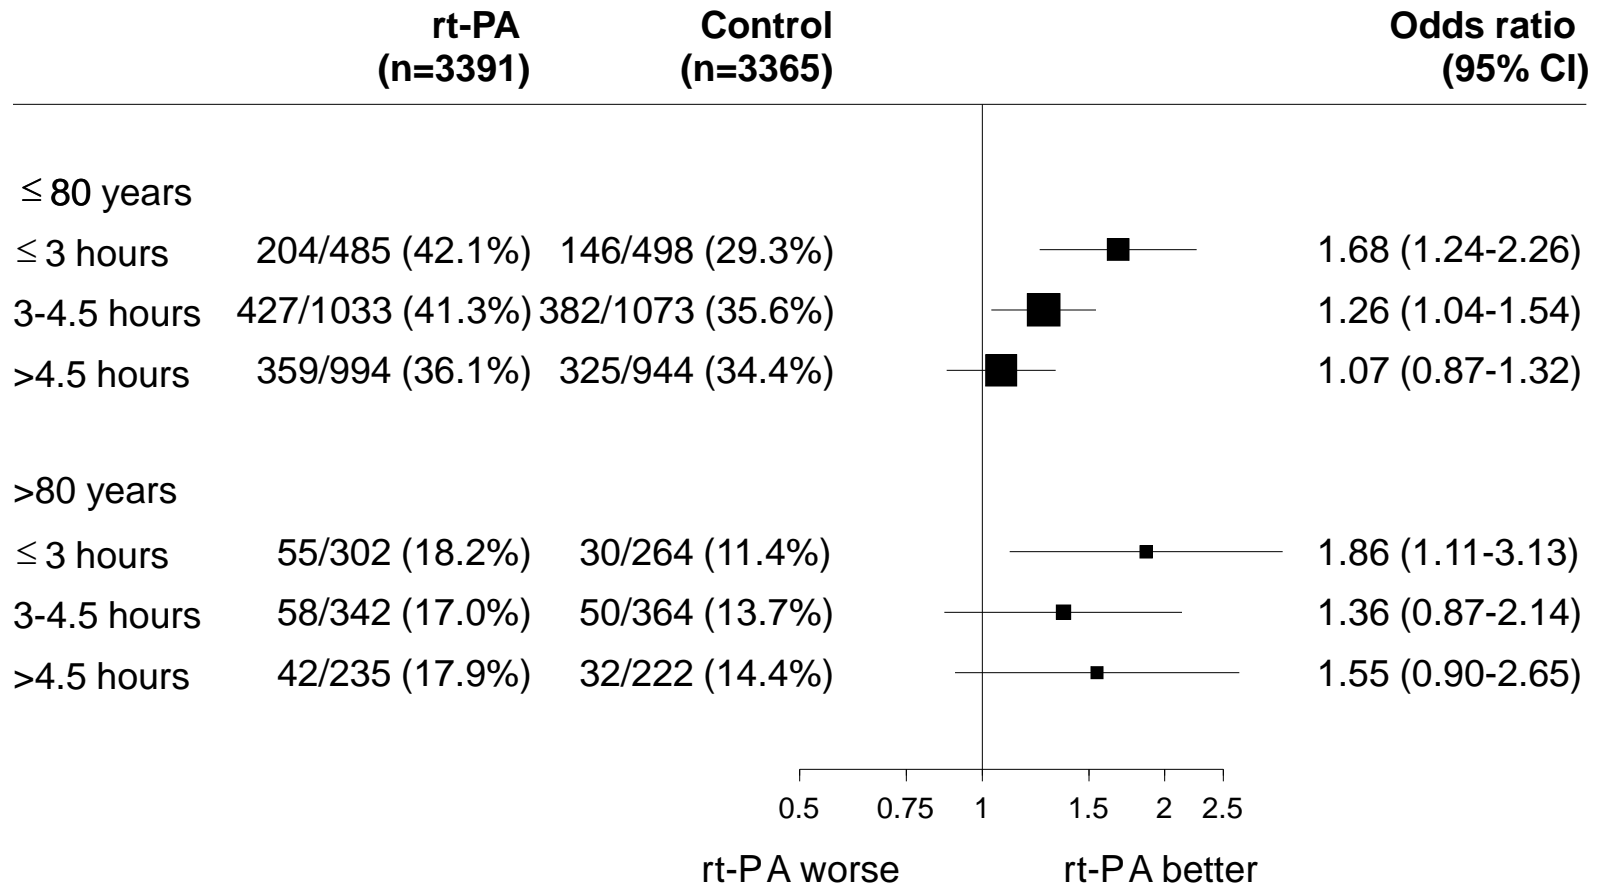 rt-PA Control Odds ratio
(n=3391) (n=3365) (95% CI)
≤ 80 years
≤ 3 hours 204/485 (42.1%) 146/498 (29.3%) 1.68 (1.24-2.26)
3-4.5 hours 427/1033 (41.3%) 382/1073 (35.6%) 1.26 (1.04-1.54)
>4.5 hours 359/994 (36.1%) 325/944 (34.4%) 1.07 (0.87-1.32)
>80 years
≤ 3 hours 55/302 (18.2%) 30/264 (11.4%) 1.86 (1.11-3.13)
3-4.5 hours 58/342 (17.0%) 50/364 (13.7%) 1.36 (0.87-2.14)
>4.5 hours 42/235 (17.9%) 32/222 (14.4%) 1.55 (0.90-2.65)
0.5 0.75 1 1.5 2 2.5
rt-PA worse rt-PA better